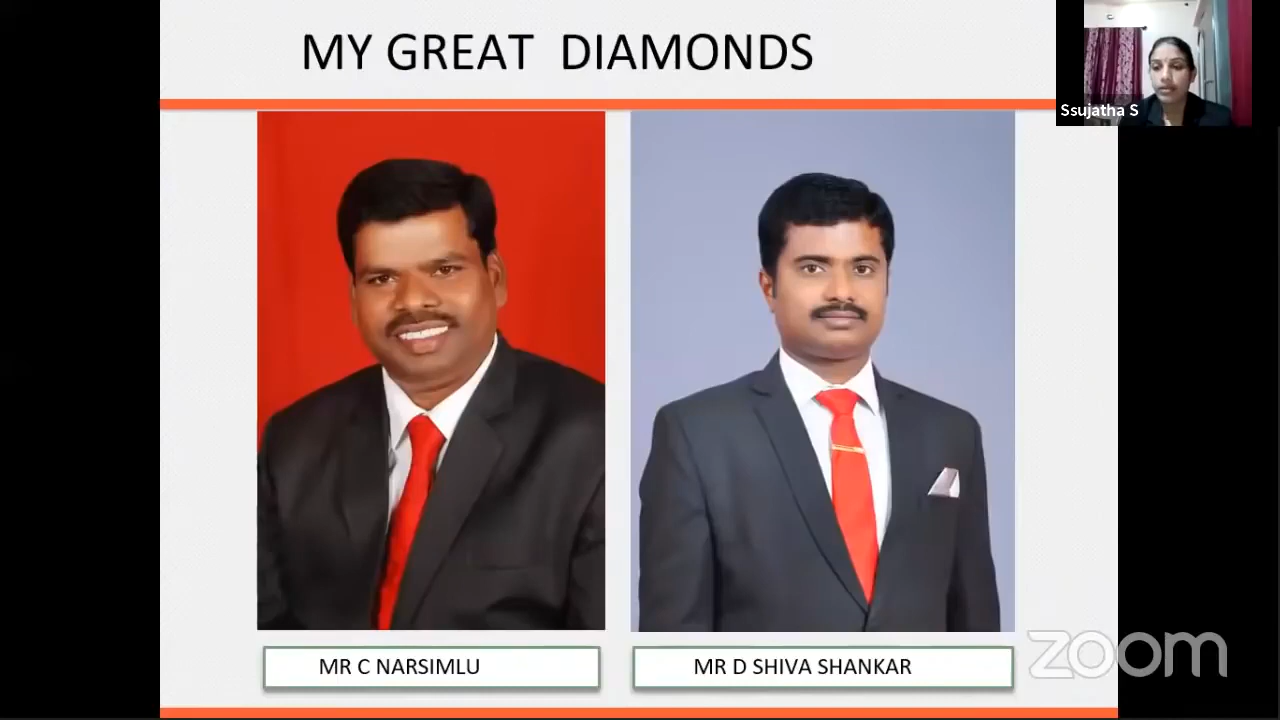 MY GREAT DIAMONDS
Ssujatha S
MR C NARSIMLU
MR D SHIVA SHANKAR
zoom